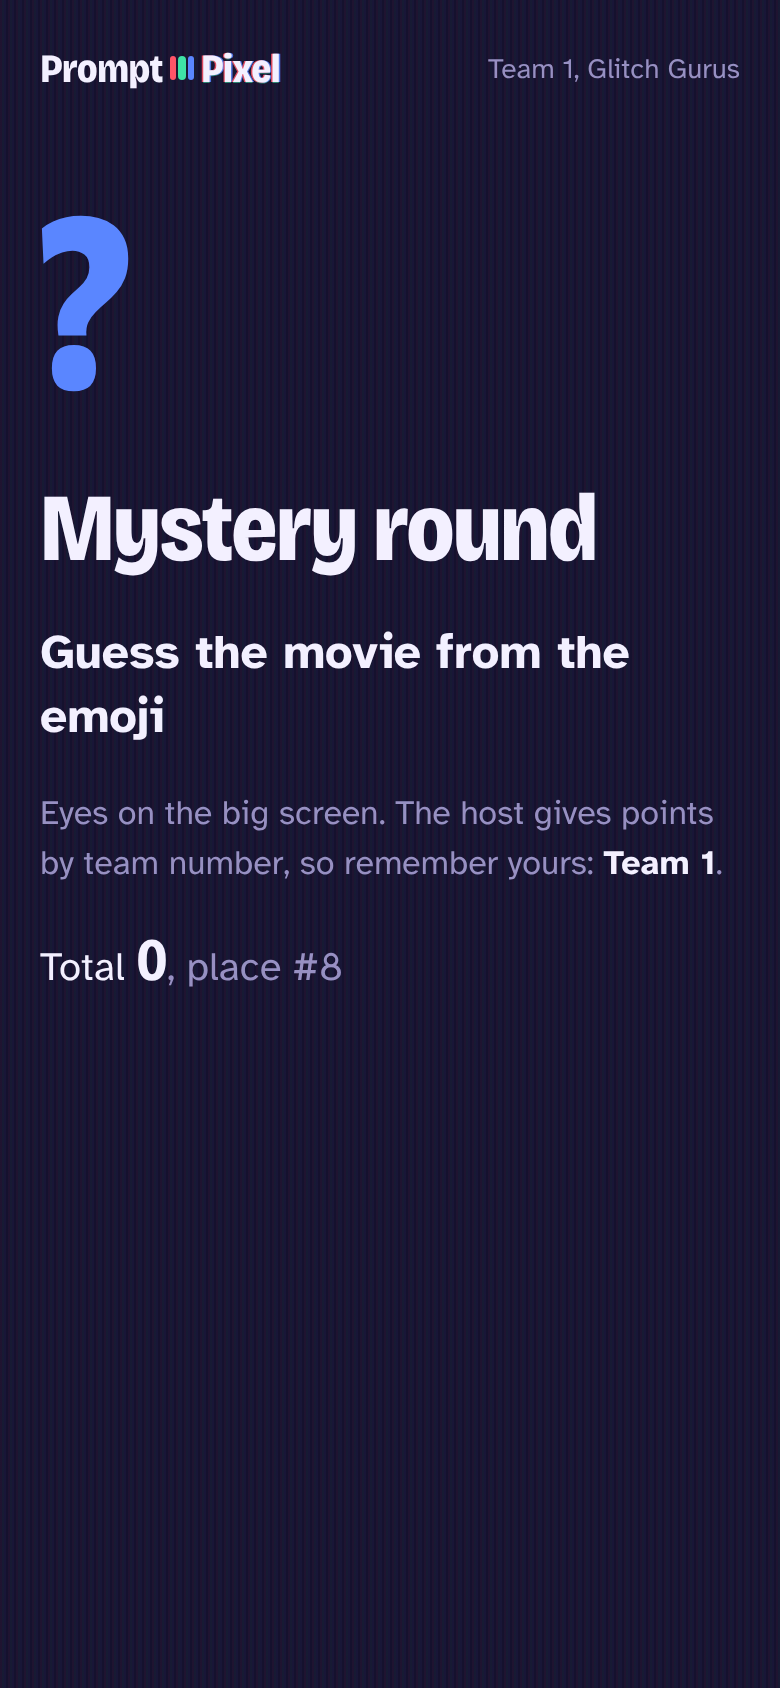 Prompt Pixel
Team 1, Glitch Gurus
?
Mystery round
Guess the movie from the
emoji
Eyes on the big screen. The host gives points
by team number, so remember yours: Team 1.
Total 0, place #8